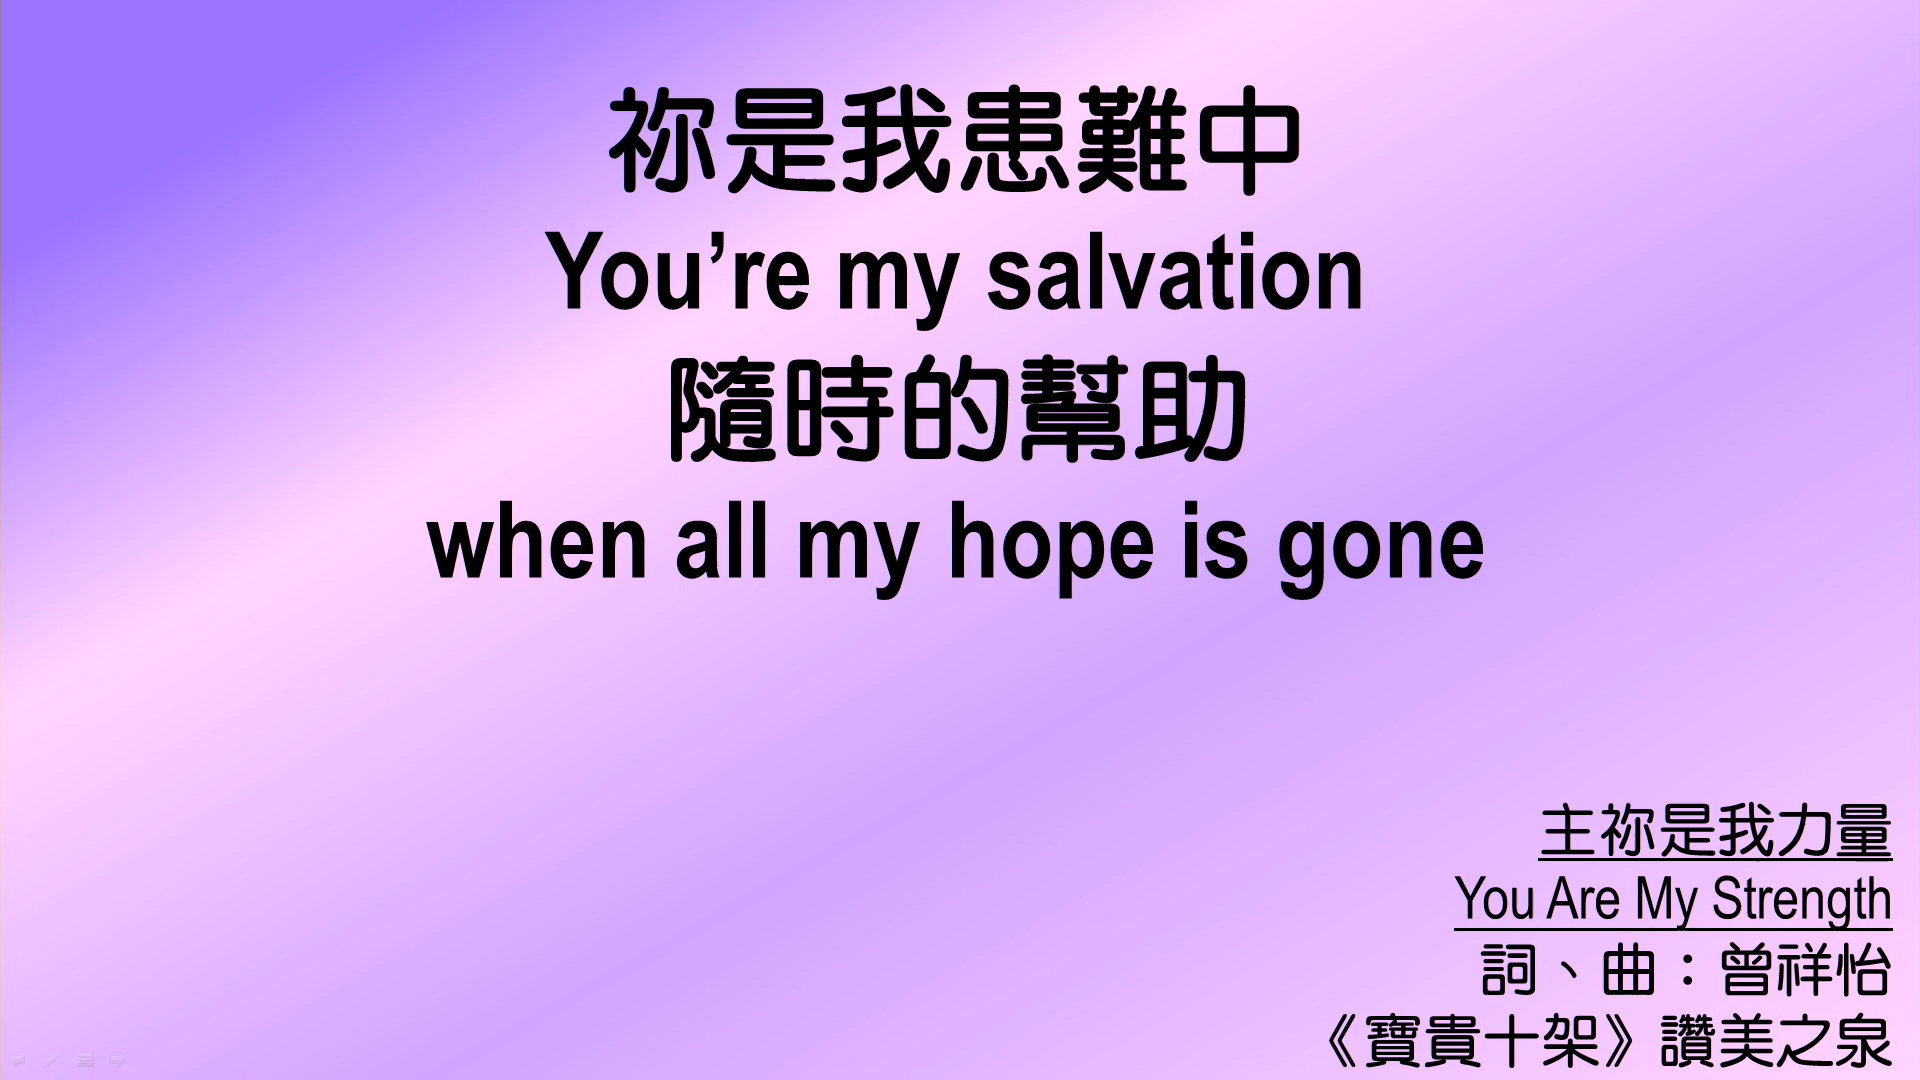 祢是我患難中
You’re my salvation
隨時的幫助
when all my hope is gone
主祢是我力量
You Are My Strength
詞、曲：曾祥怡
《寶貴十架》讚美之泉